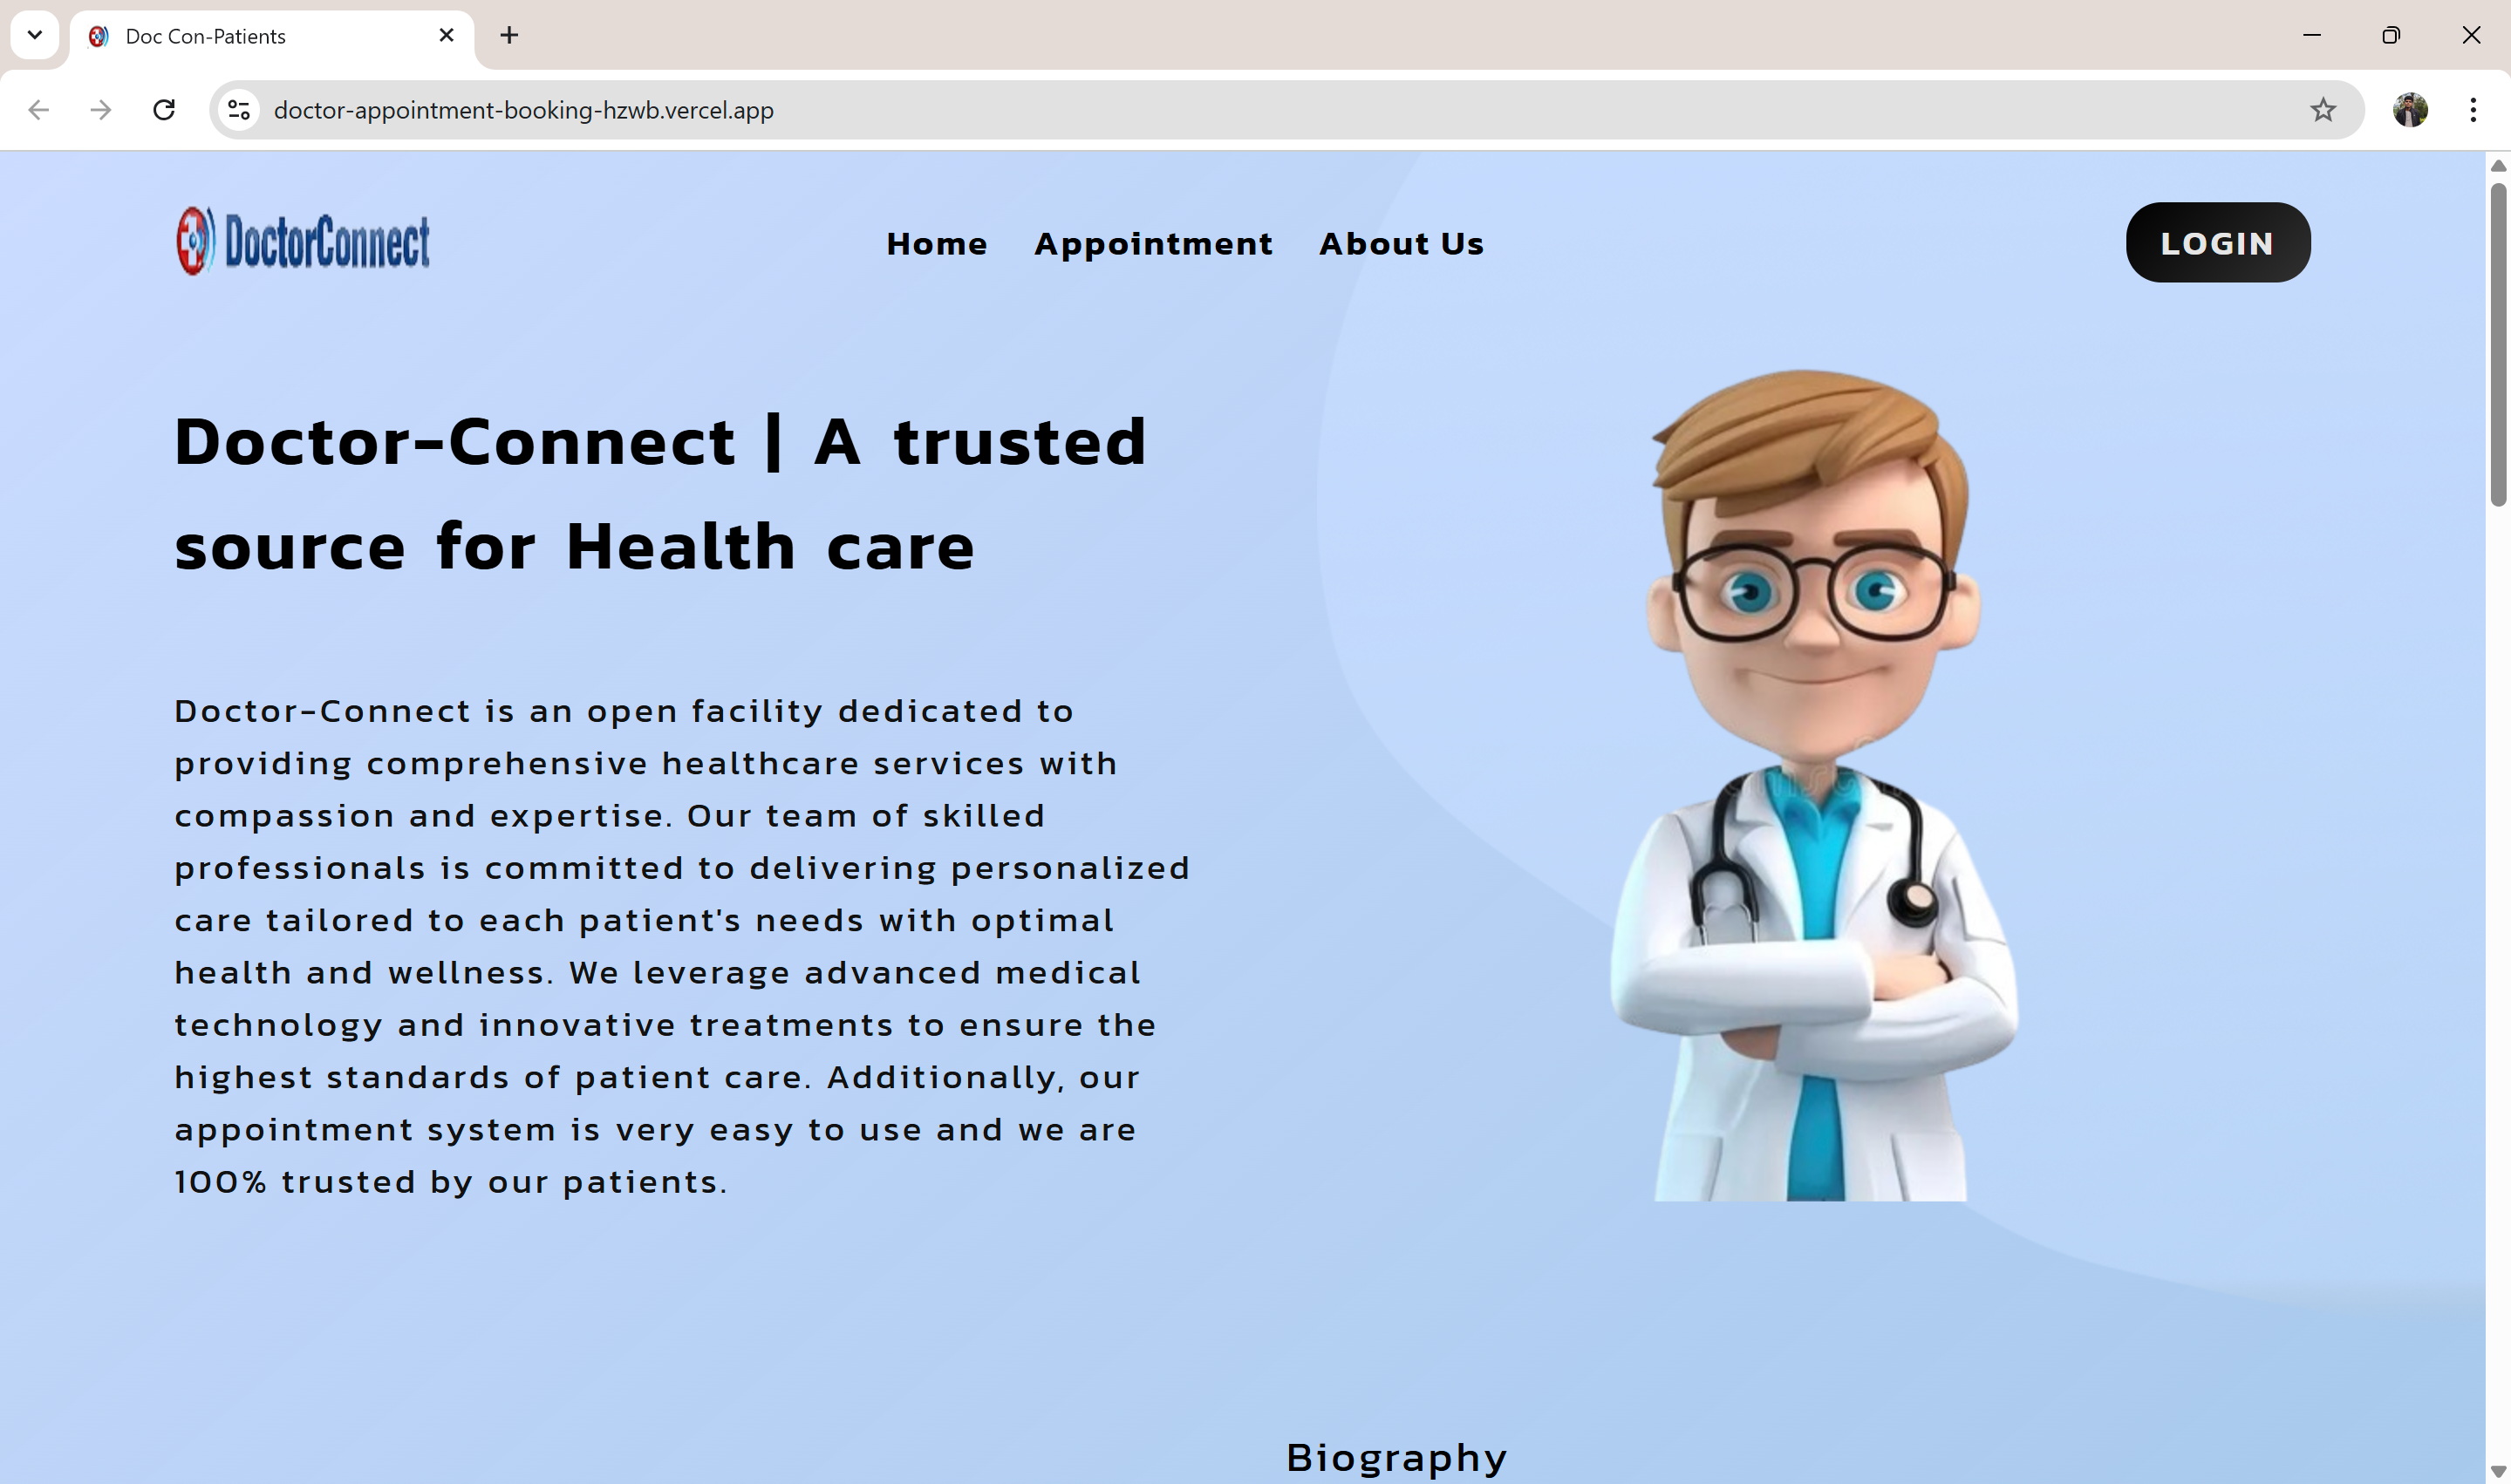 Doc Con-Patients
doctor-appointment-booking-hzwb.vercel.app
DoctorConnect
Home Appointment About Us
LOGIN
Doctor-Connect | A trusted
source for Health care
Doctor-Connect is an open facility dedicated to
providing comprehensive healthcare services with
compassion and expertise. Our team of skilled
professionals is committed to delivering personalized
care tailored to each patient's needs with optimal
health and wellness. We leverage advanced medical
technology and innovative treatments to ensure the
highest standards of patient care. Additionally, our
appointment system is very easy to use and we are
100% trusted by our patients.
Biography